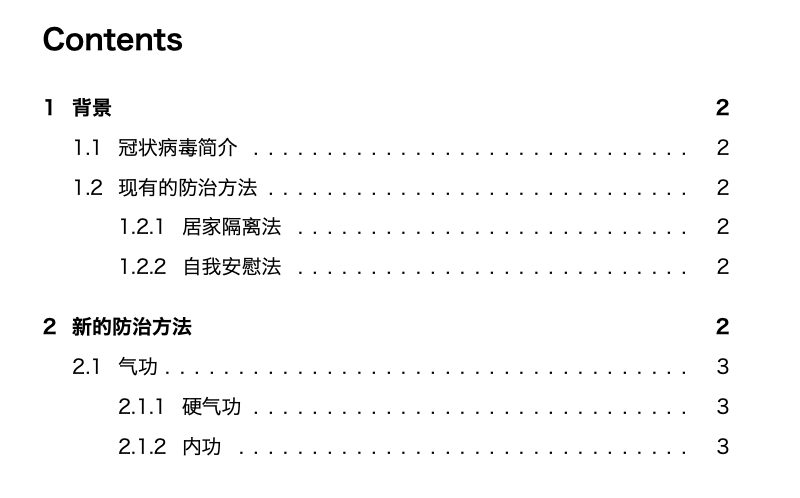 Contents
1 背景 2
1.1 冠状病毒简介 . . . . . . . . . . . . . . . . . . . . . . . . . . . . . . 2
1.2 现有的防治方法 . . . . . . . . . . . . . . . . . . . . . . . . . . . . . 2
1.2.1 居家隔离法 . . . . . . . . . . . . . . . . . . . . . . . . . . . 2
1.2.2 自我安慰法 . . . . . . . . . . . . . . . . . . . . . . . . . . . 2
2 新的防治方法 2
2.1 气功 . . . . . . . . . . . . . . . . . . . . . . . . . . . . . . . . . . . . 3
2.1.1 硬气功 . . . . . . . . . . . . . . . . . . . . . . . . . . . . . . 3
2.1.2 内功 . . . . . . . . . . . . . . . . . . . . . . . . . . . . . . . 3